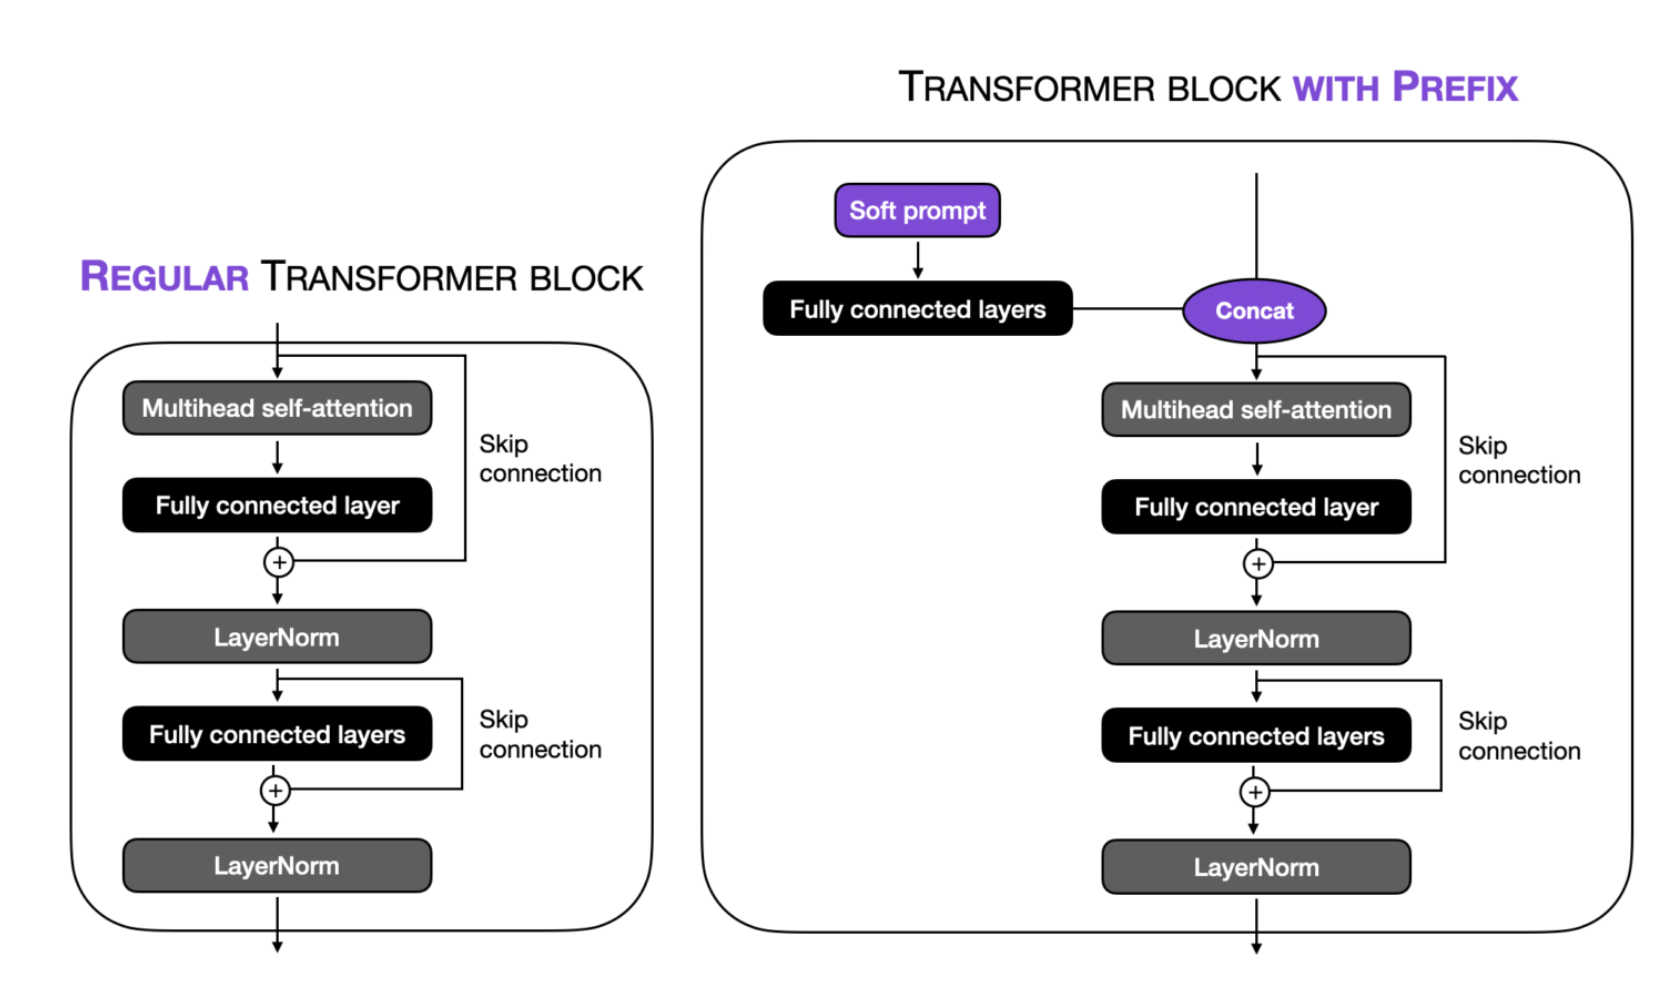 REGULAR TRANSFORMER BLOCK
Multihead self-attention
Skip
connection
Fully connected layer
+
LayerNorm
Fully connected layers
Skip
connection
+
LayerNorm
TRANSFORMER BLOCK WITH PREFIX
Soft prompt
Fully connected layers
Concat
Multihead self-attention
Skip
connection
Fully connected layer
+
LayerNorm
Fully connected layers
Skip
connection
+
LayerNorm